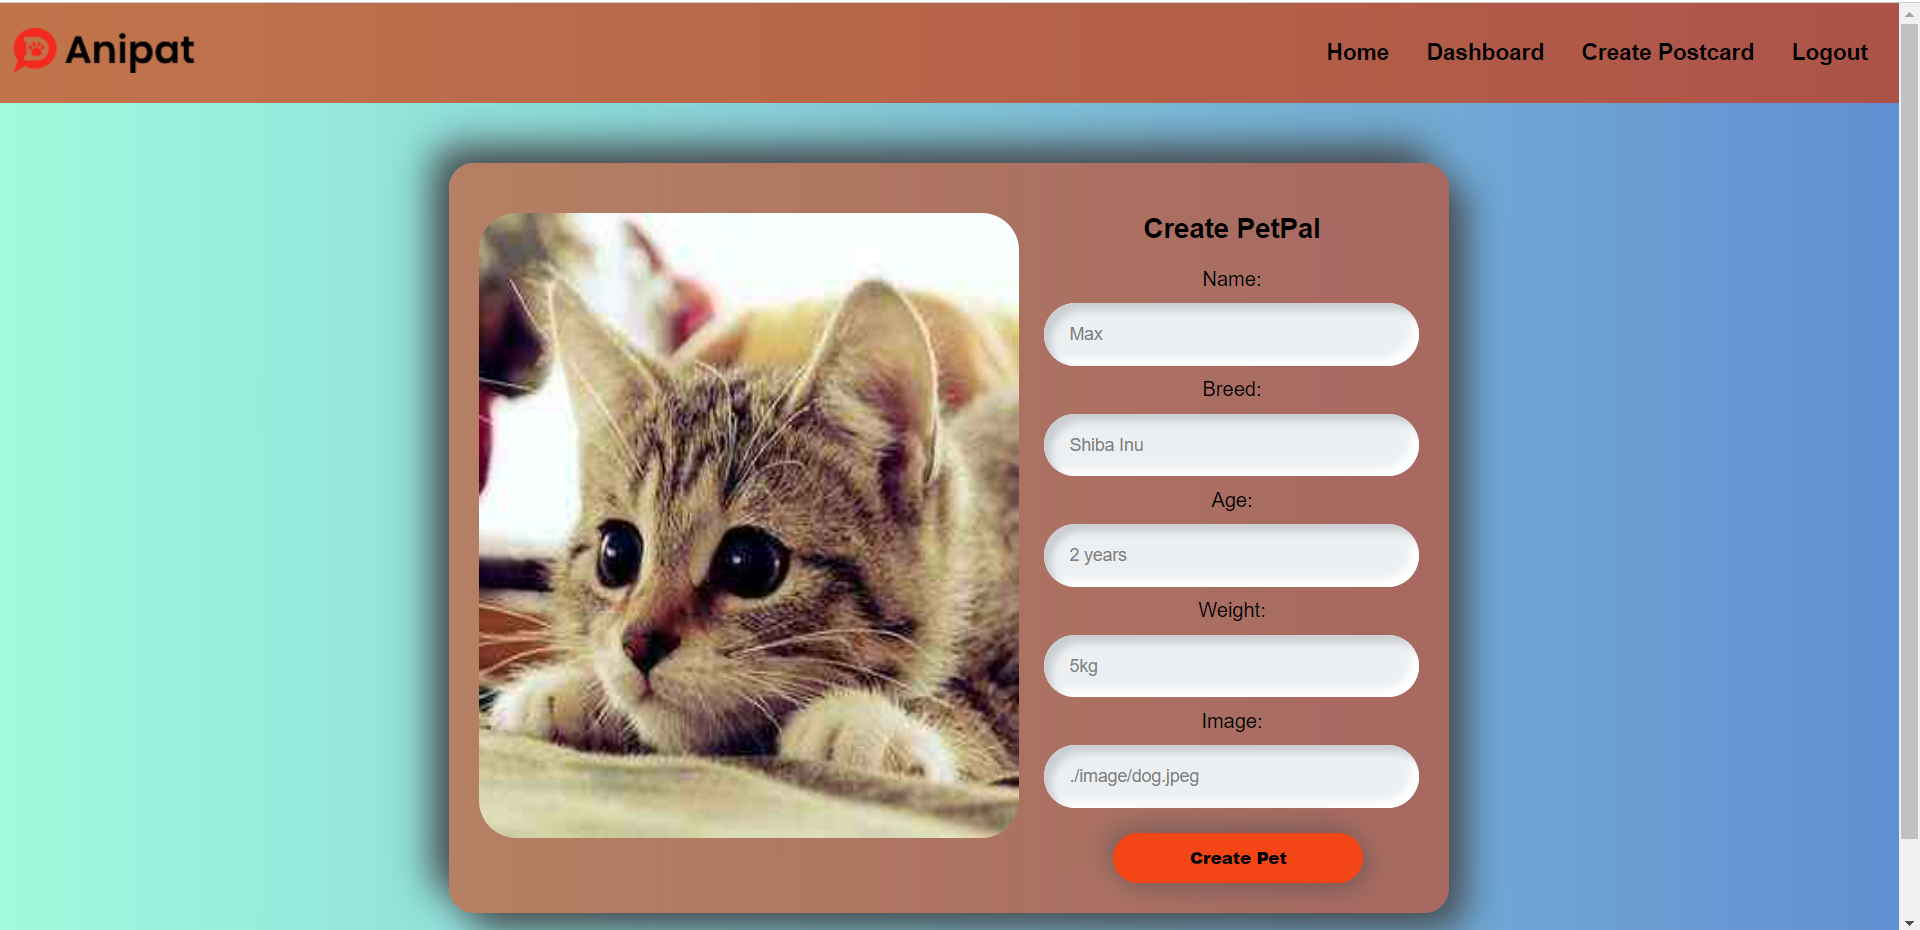 Anipat
Home Dashboard Create Postcard Logout
Create PetPal
Name:
Max
Breed:
Shiba Inu
Age:
2 years
Weight:
5kg
Image:
./image/dog.jpeg
Create Pet